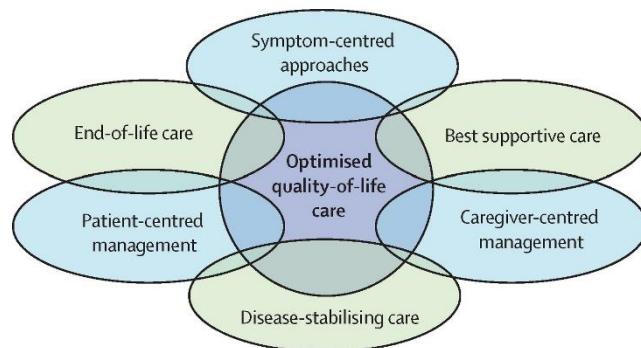 Symptom-centred
approaches
End-of-life care
Best supportive care
Optimised
quality-of-life
care
Patient-centred
management
Caregiver-centred
management
Disease-stabilising care